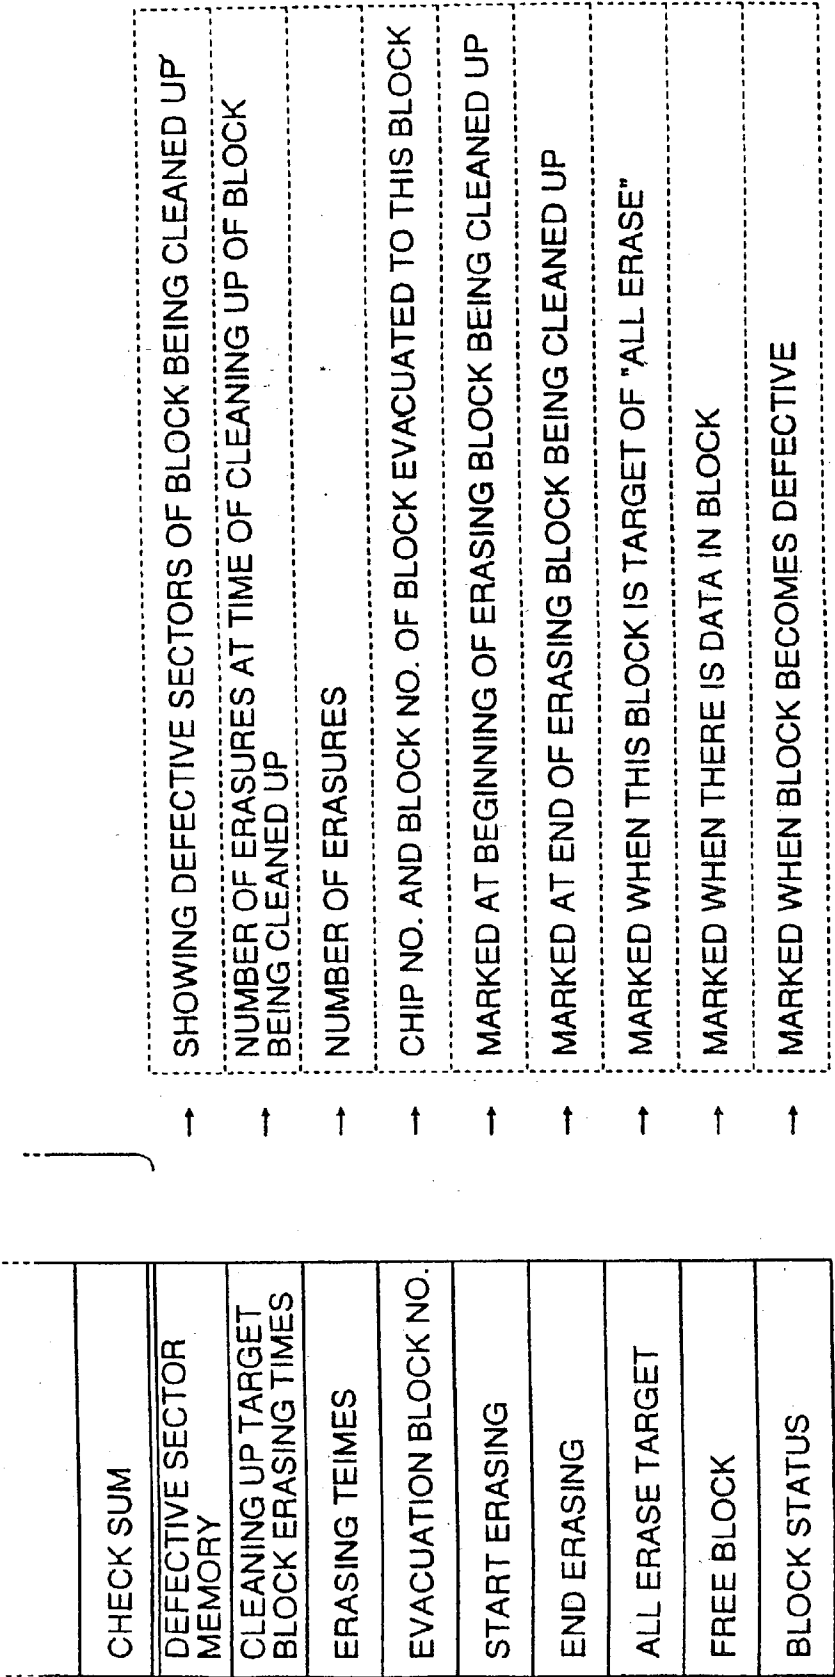 CHECK SUM
DEFECTIVE SECTOR
MEMORY
→
SHOWING DEFECTIVE SECTORS OF BLOCK BEING CLEANED UP
CLEANING UP TARGET
BLOCK ERASING TIMES
→
NUMBER OF ERASURES AT TIME OF CLEANING UP OF BLOCK
BEING CLEANED UP
ERASING TEIMES
→
NUMBER OF ERASURES
EVACUATION BLOCK NO.
→
CHIP NO. AND BLOCK NO. OF BLOCK EVACUATED TO THIS BLOCK
START ERASING
→
MARKED AT BEGINNING OF ERASING BLOCK BEING CLEANED UP
END ERASING
→
MARKED AT END OF ERASING BLOCK BEING CLEANED UP
ALL ERASE TARGET
→
MARKED WHEN THIS BLOCK IS TARGET OF "ALL ERASE"
FREE BLOCK
→
MARKED WHEN THERE IS DATA IN BLOCK
BLOCK STATUS
→
MARKED WHEN BLOCK BECOMES DEFECTIVE